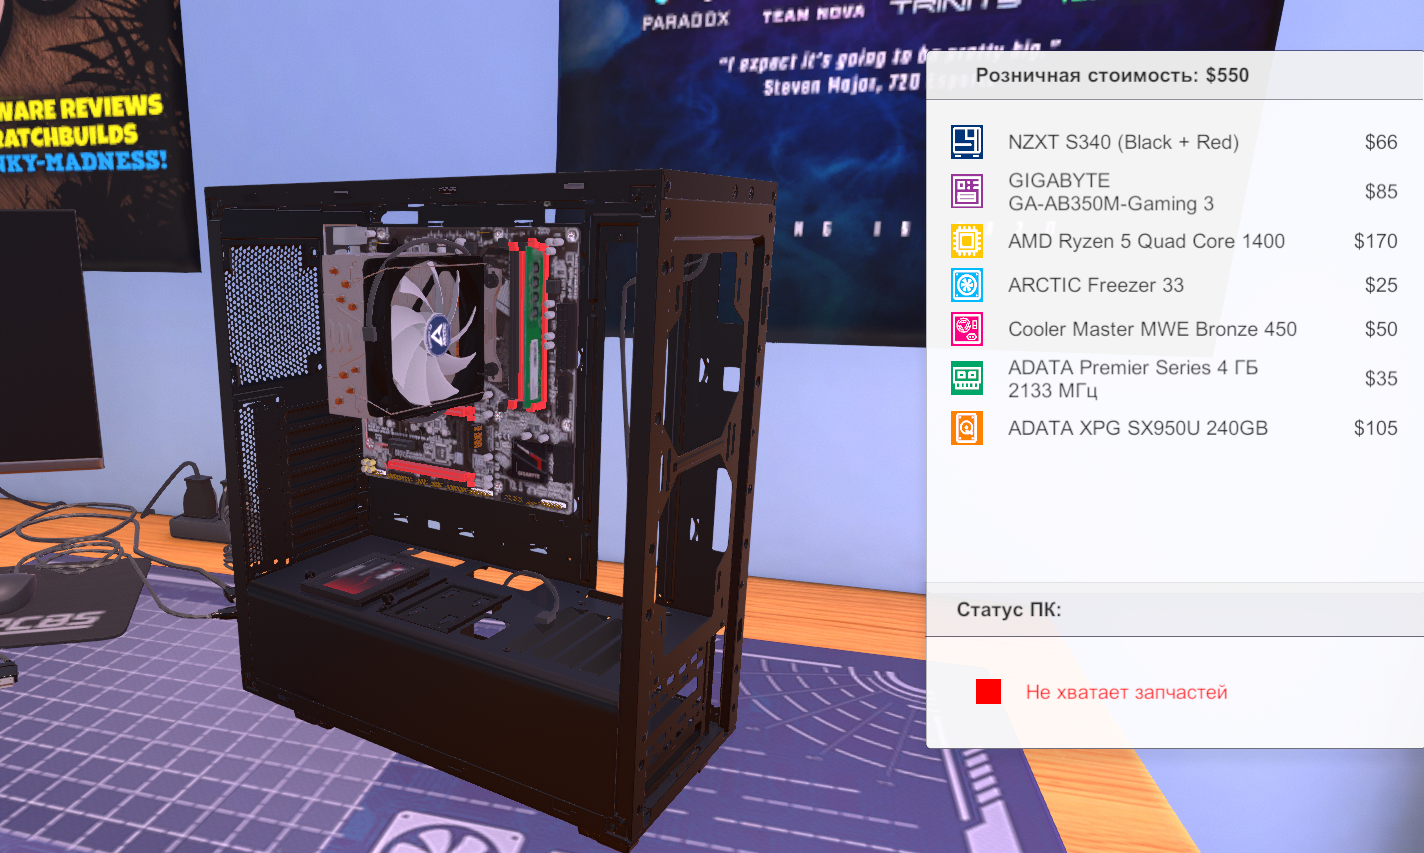 WARE REVIEWS
RATCHBUILDS
NKY-MADNESS!
PARADOX
TEAM NOVA
TRINITY
"I expect it's going to be pretty big."
Steven Major, 720
Розничная стоимость: $550
NZXT S340 (Black + Red) $66
GIGABYTE
GA-AB350M-Gaming 3 $85
AMD Ryzen 5 Quad Core 1400 $170
ARCTIC Freezer 33 $25
Cooler Master MWE Bronze 450 $50
ADATA Premier Series 4 ГБ
2133 МГц $35
ADATA XPG SX950U 240GB $105
Статус ПК:
Не хватает запчастей
GIGABYTE